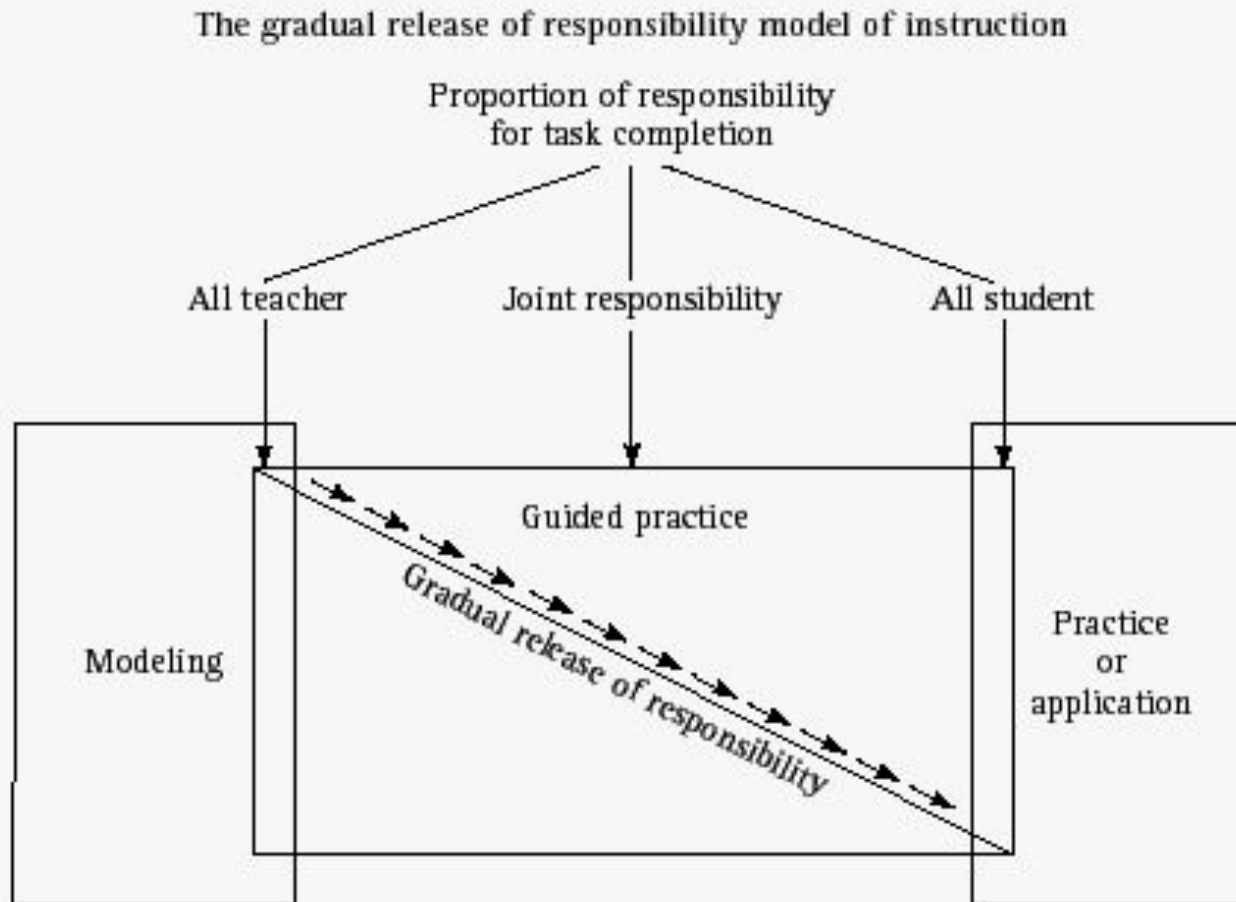 The gradual release of responsibility model of instruction
Proportion of responsibility
for task completion
All teacher
Joint responsibility
All student
Guided practice
Gradual release of responsibility
Modeling
Practice
or
application